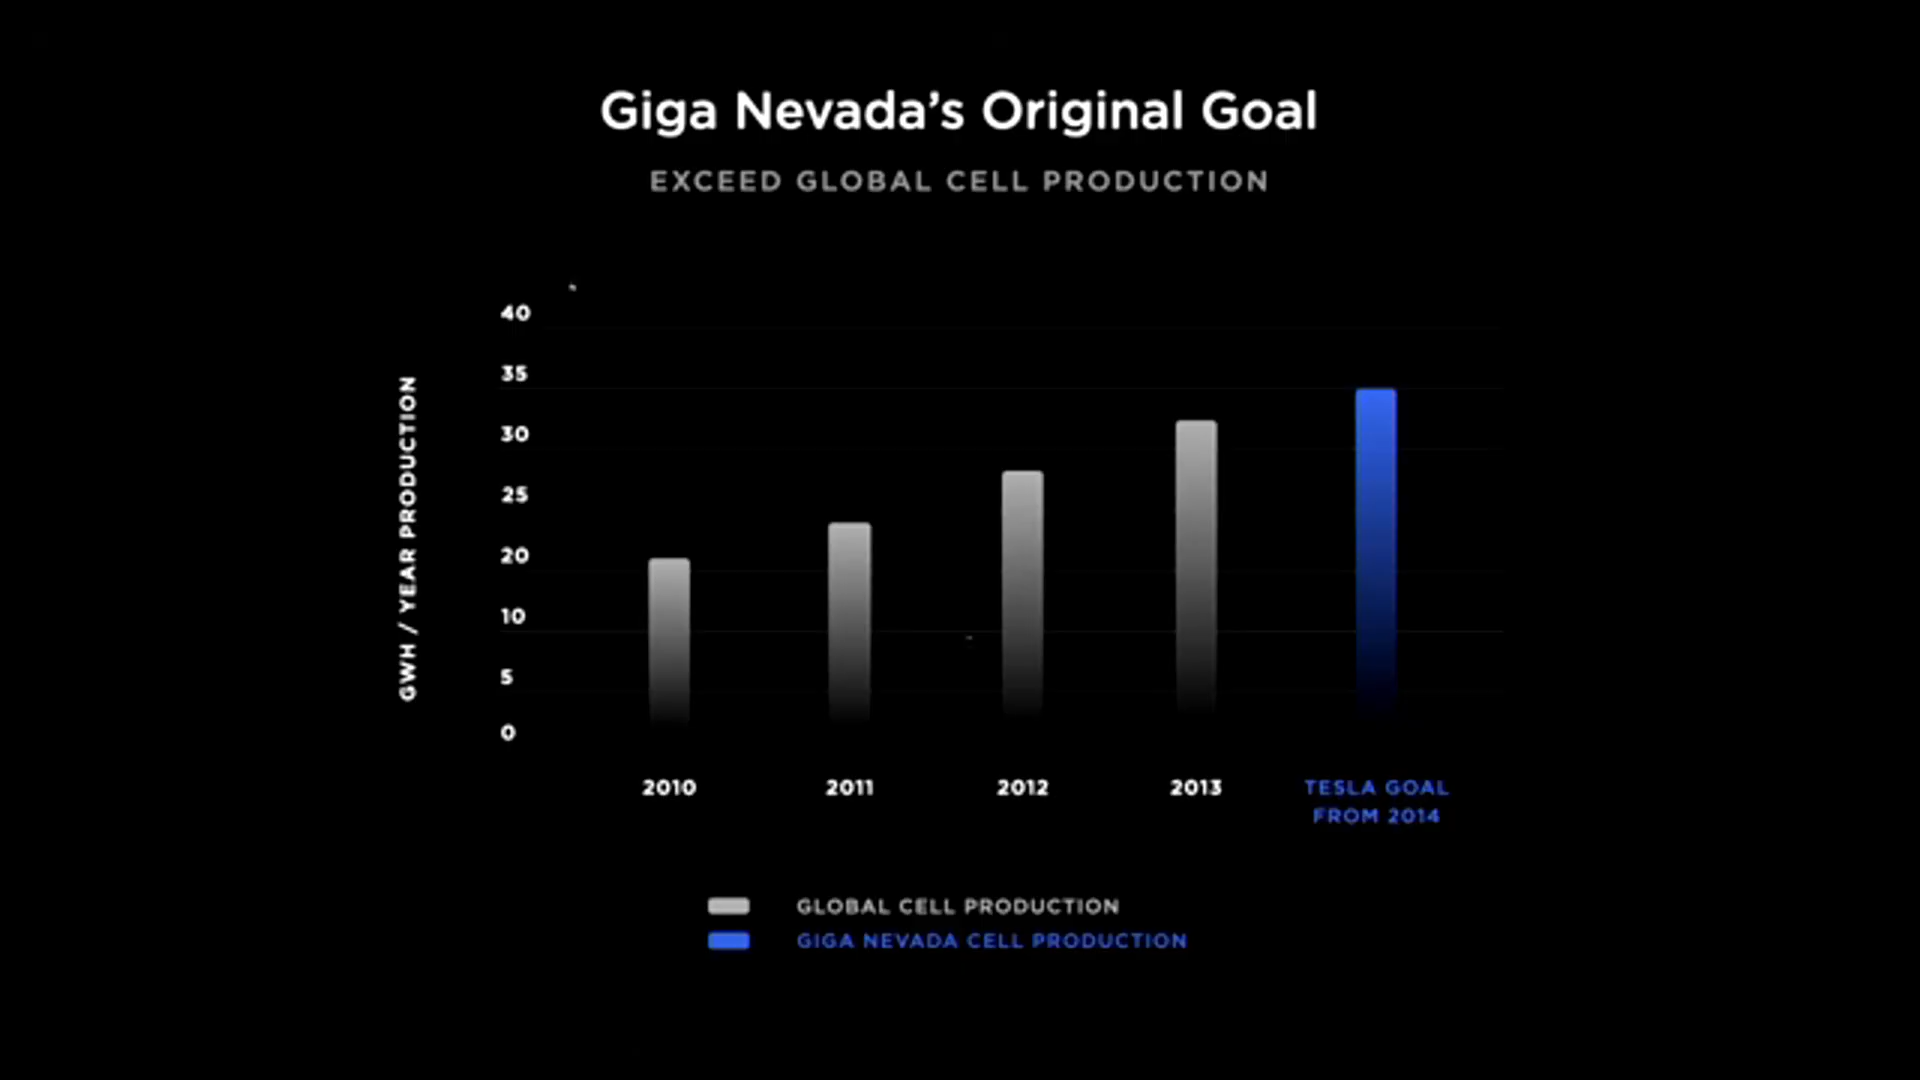 Giga Nevada's Original Goal
EXCEED GLOBAL CELL PRODUCTION
GWH / YEAR PRODUCTION
40
35
30
25
20
10
5
0
2010
2011
2012
2013
TESLA GOAL
FROM 2014
GLOBAL CELL PRODUCTION
GIGA NEVADA CELL PRODUCTION